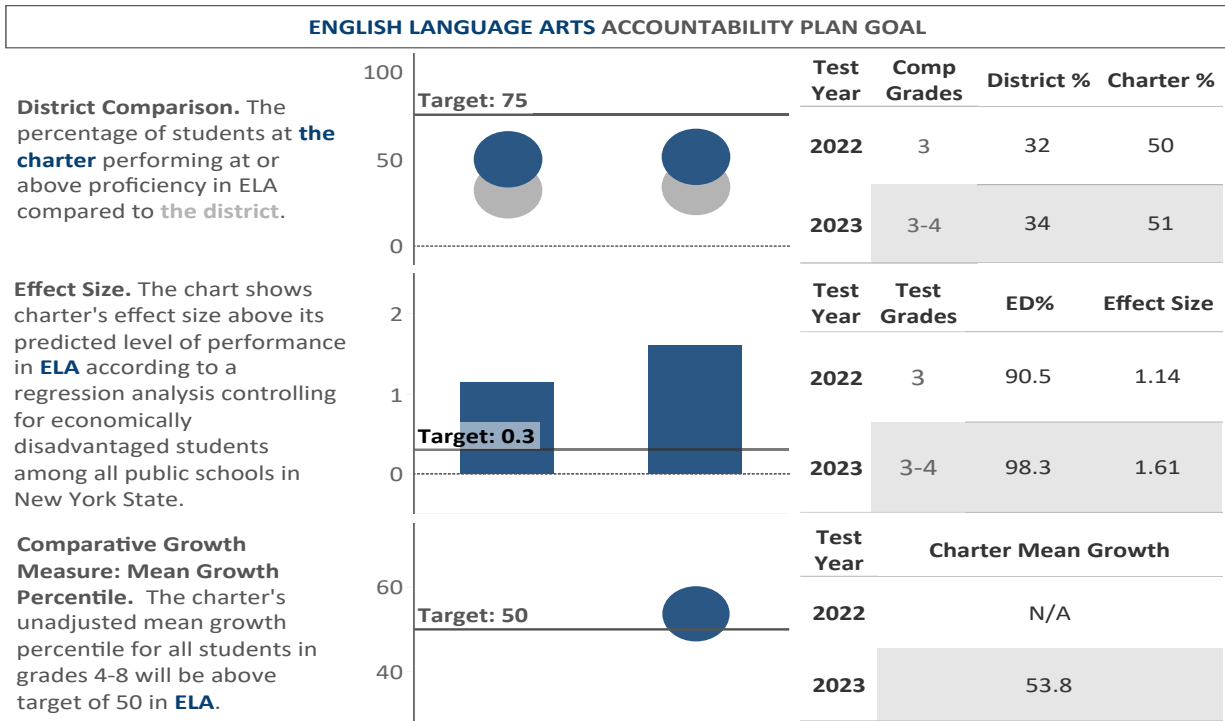 ENGLISH LANGUAGE ARTS ACCOUNTABILITY PLAN GOAL
District Comparison. The
percentage of students at the
charter performing at or
above proficiency in ELA
compared to the district.
100
Target: 75
50
0
Test Year Comp Grades District % Charter %
2022 3 32 50
2023 3-4 34 51
Effect Size. The chart shows
charter's effect size above its
predicted level of performance
in ELA according to a
regression analysis controlling
for economically
disadvantaged students
among all public schools in
New York State.
2
1
Target: 0.3
0
Test Year Test Grades ED% Effect Size
2022 3 90.5 1.14
2023 3-4 98.3 1.61
Comparative Growth
Measure: Mean Growth
Percentile. The charter's
unadjusted mean growth
percentile for all students in
grades 4-8 will be above
target of 50 in ELA.
60
Target: 50
40
Test Year Charter Mean Growth
2022 N/A
2023 53.8